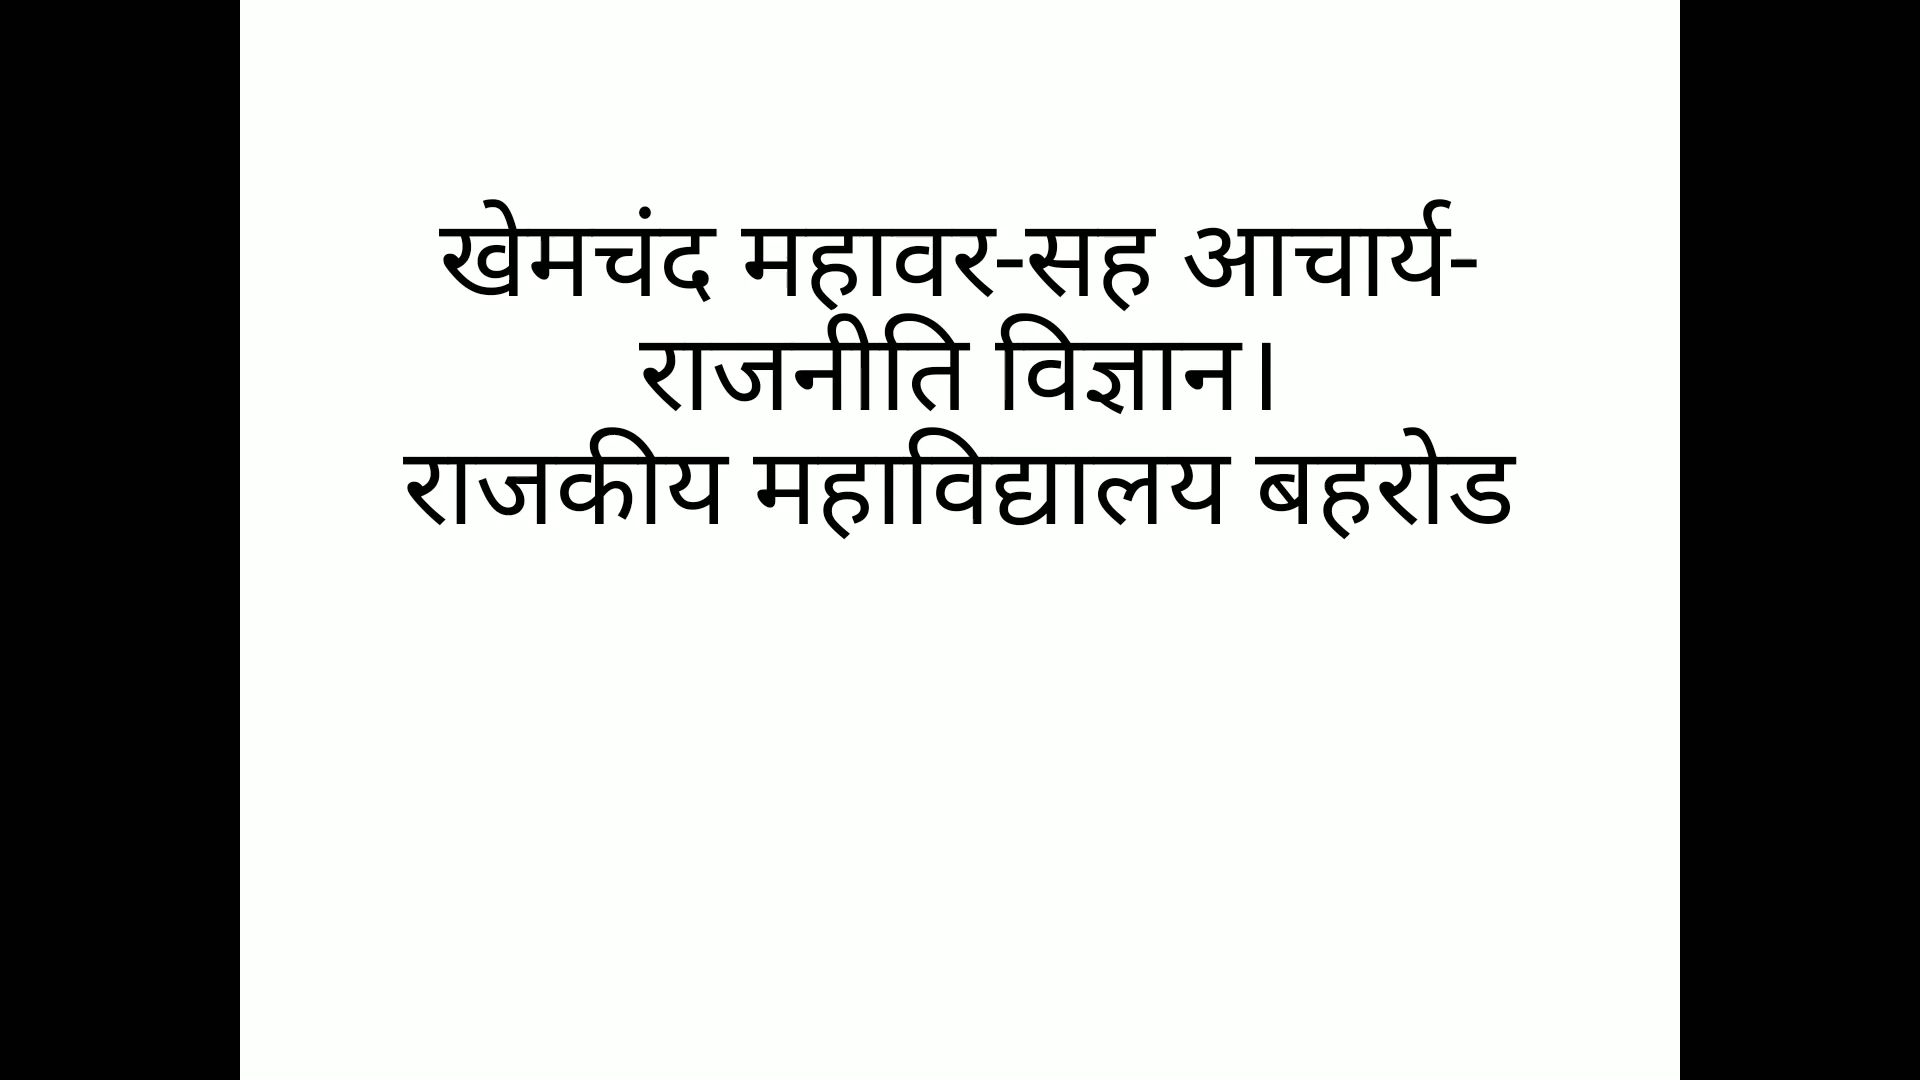 खेमचंद महावर-सह आचार्य-
राजनीति विज्ञान।
राजकीय महाविद्यालय बहरोड